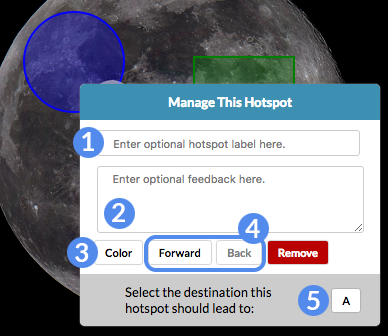 Manage This Hotspot
1 Enter optional hotspot label here.
Enter optional feedback here.
2
4
3 Color Forward Back Remove
Select the destination this
hotspot should lead to:
5 A